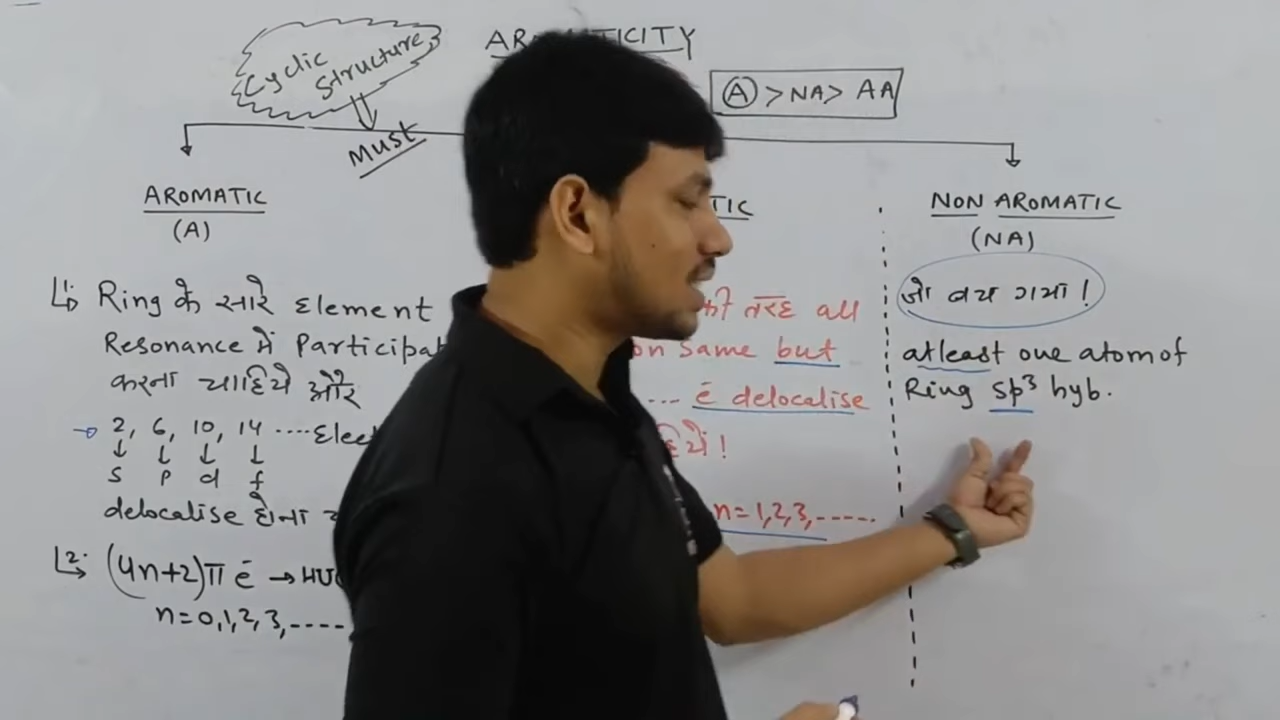 Cyclic
Structure
Must
A > NA > AA
AROMATIC
(A)
NON AROMATIC
(NA)
1. Ring के सारे Element
Resonance में
करना चाहिये और
2, 6, 10, 14 ....
s p d f
delocalise होना
2. (4n+2)π ē →
n=0,1,2,3,-----
की तरह all
same but
.... ē delocalise
n=1,2,3,-----
जो बच गया!
atleast one atom of
Ring sp³ hyb.